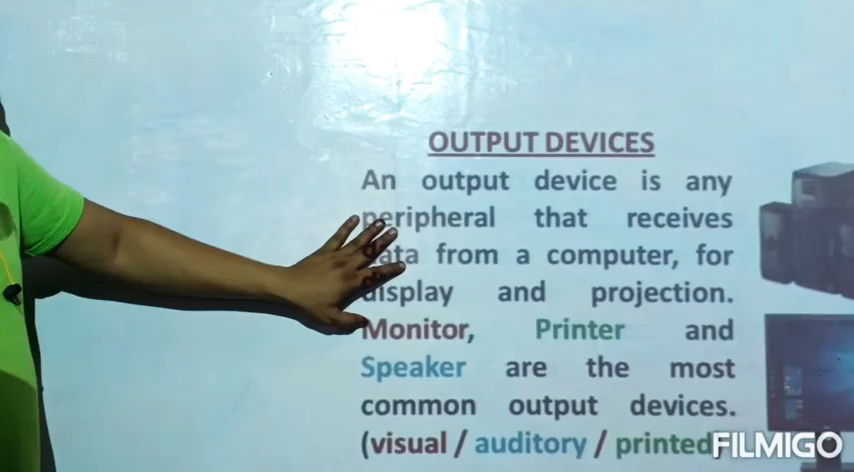 OUTPUT DEVICES
An output device is any
peripheral that receives
data from a computer, for
display and projection.
Monitor, Printer and
Speaker are the most
common output devices.
(visual / auditory / printed
FILMIGO